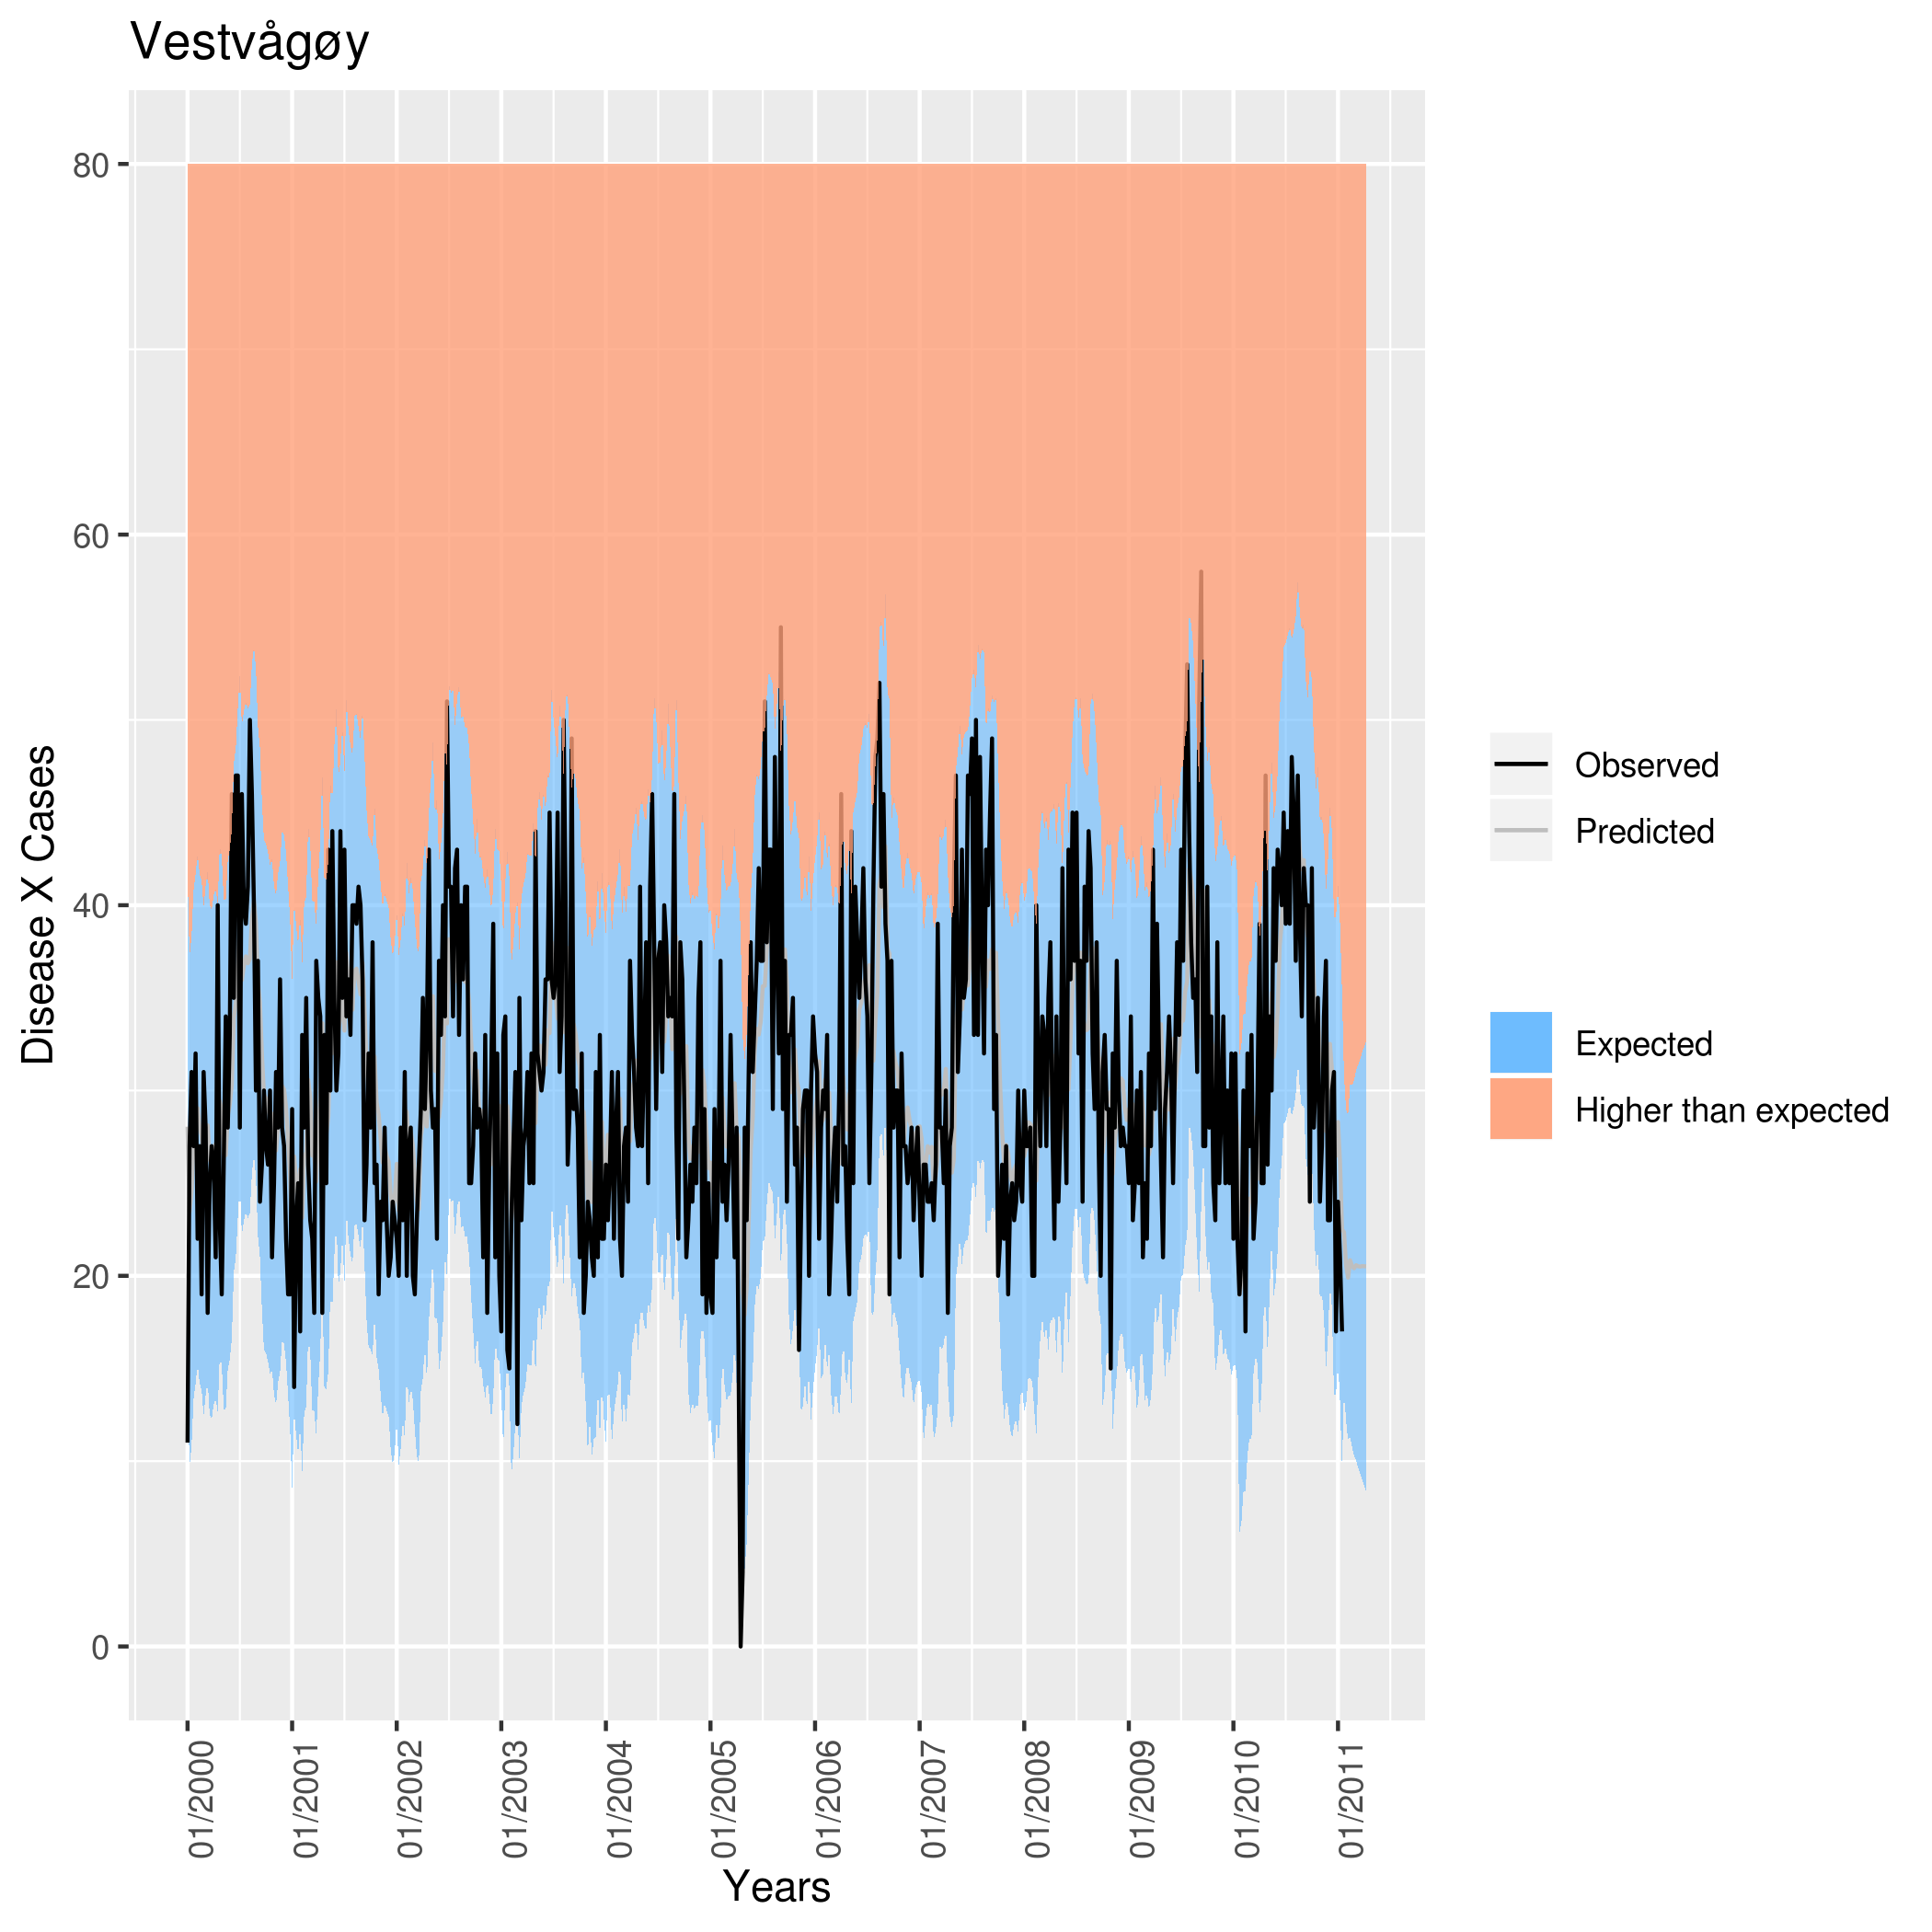 Vestvågøy
Disease X Cases
80
60
40
20
0
01/2000
01/2001
01/2002
01/2003
01/2004
01/2005
01/2006
01/2007
01/2008
01/2009
01/2010
01/2011
Years
Observed
Predicted
Expected
Higher than expected